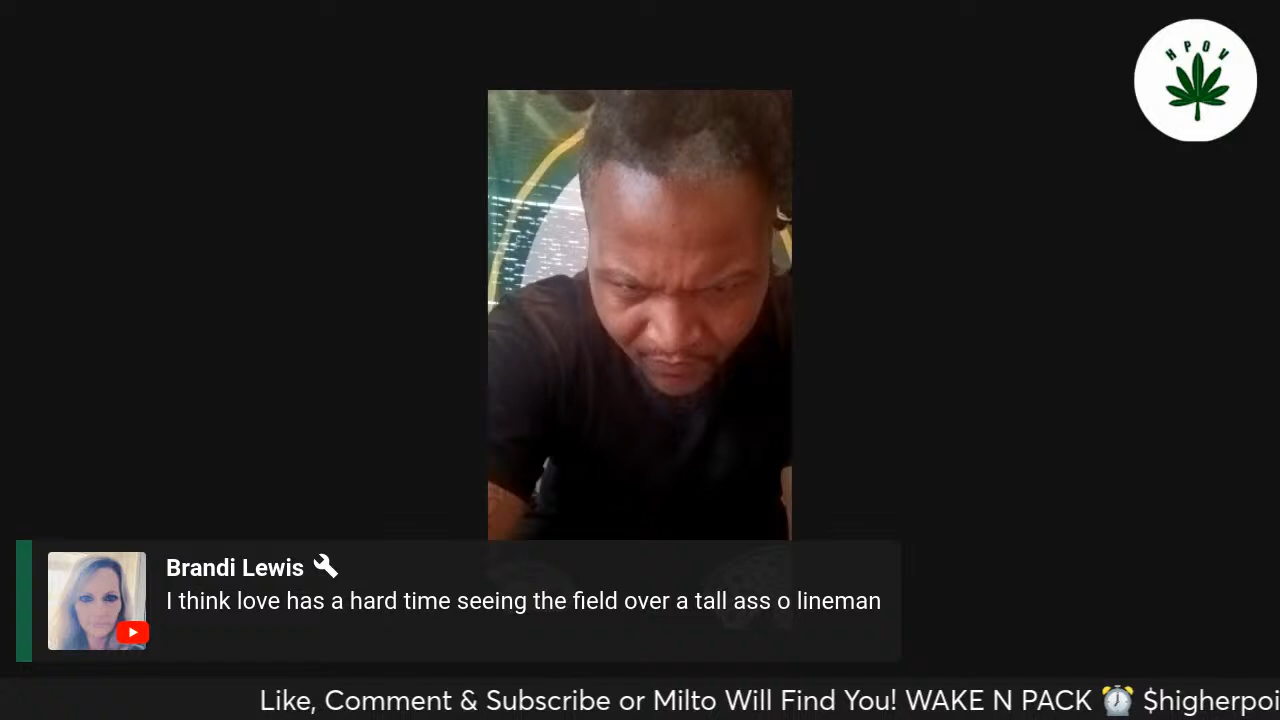 HPOV
Brandi Lewis
I think love has a hard time seeing the field over a tall ass o lineman
Like, Comment & Subscribe or Milto Will Find You! WAKE N PACK ⏰ $higherpoi